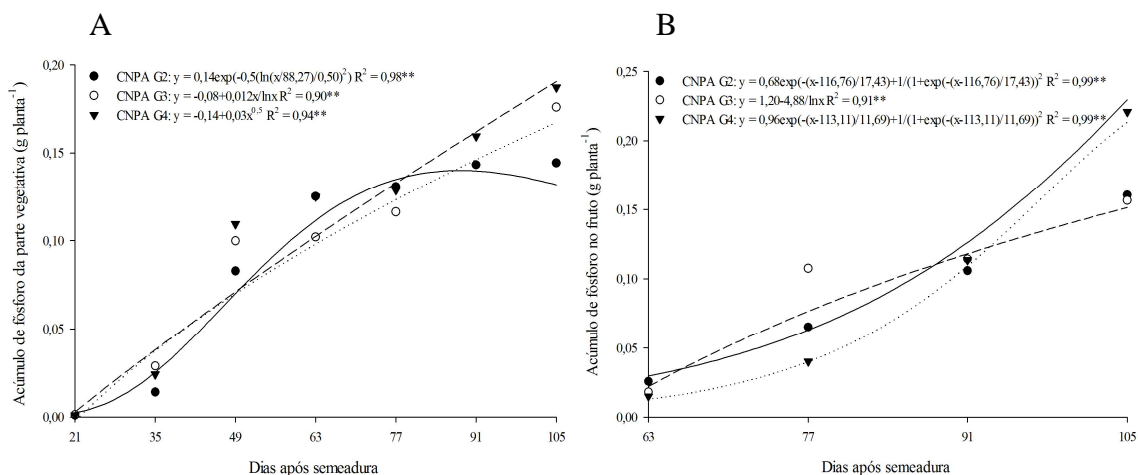 A
CNPA G2: y = 0,14exp(-0,5(ln(x/88,27)/0,50)²) R² = 0,98**
CNPA G3: y = -0,08+0,012x/lnx R² = 0,90**
CNPA G4: y = -0,14+0,03x^0,5 R² = 0,94**
Acúmulo de fósforo da parte vegetativa (g planta⁻¹)
0,20
0,15
0,10
0,05
0,00
21 35 49 63 77 91 105
Dias após semeadura
B
CNPA G2: y = 0,68exp(-(x-116,76)/17,43)+1/(1+exp(-(x-116,76)/17,43))² R² = 0,99**
CNPA G3: 1,20-4,88/lnx R² = 0,91**
CNPA G4: y = 0,96exp(-(x-113,11)/11,69)+1/(1+exp(-(x-113,11)/11,69))² R² = 0,99**
Acúmulo de fósforo no fruto (g planta⁻¹)
0,25
0,20
0,15
0,10
0,05
0,00
63 77 91 105
Dias após semeadura